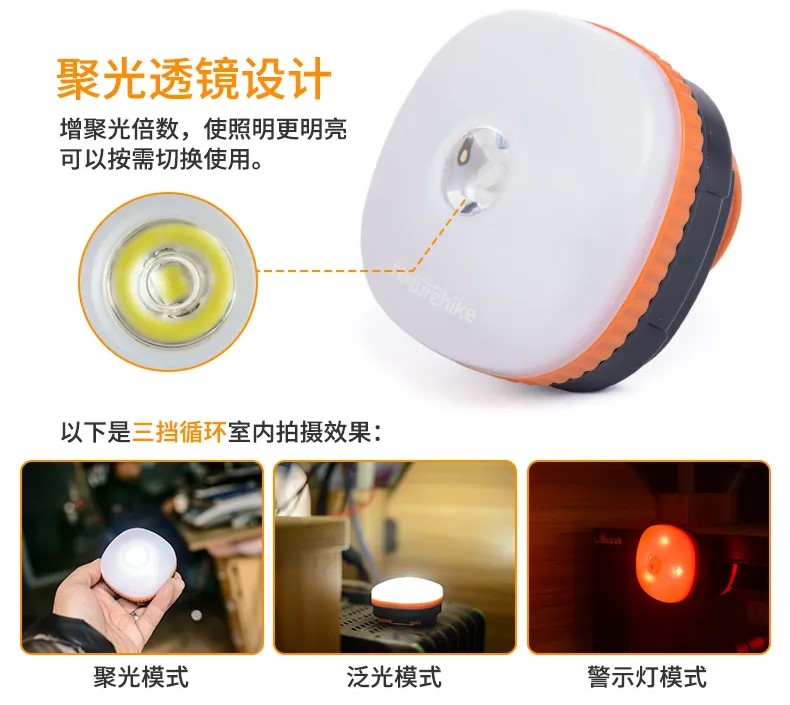 聚光透镜设计
增聚光倍数，使照明更明亮
可以按需切换使用。
naturehike
以下是三挡循环室内拍摄效果：
聚光模式
泛光模式
警示灯模式